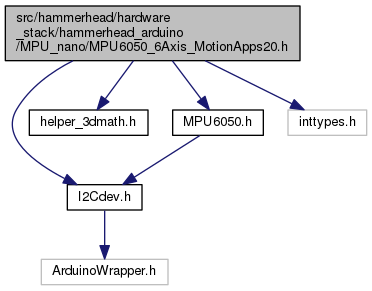 src/hammerhead/hardware
_stack/hammerhead_arduino
/MPU_nano/MPU6050_6Axis_MotionApps20.h
helper_3dmath.h
MPU6050.h
inttypes.h
I2Cdev.h
ArduinoWrapper.h